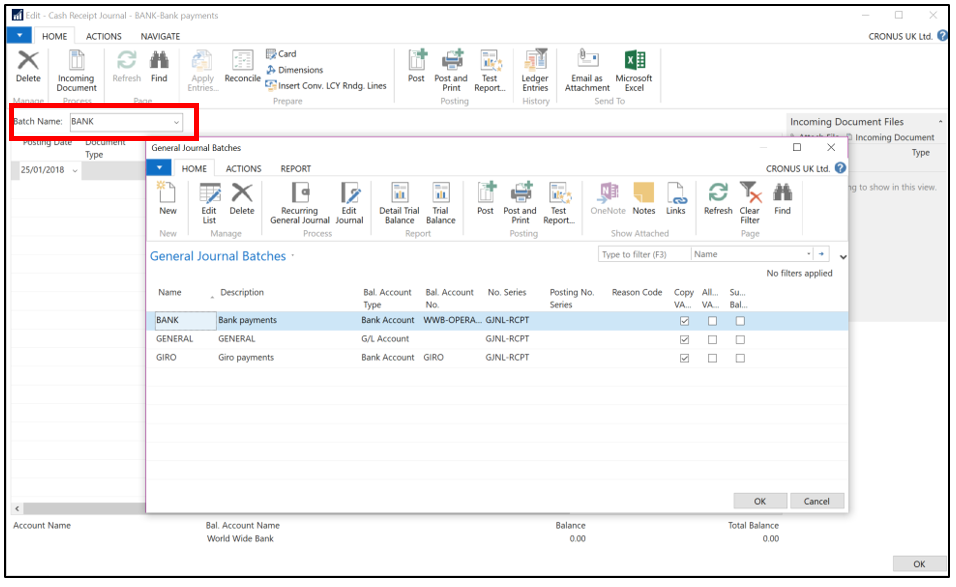 Edit - Cash Receipt Journal - BANK-Bank payments
HOME ACTIONS NAVIGATE CRONUS UK Ltd. ?
Delete Incoming Document Refresh Find Apply Entries... Reconcile Card Dimensions Insert Conv. LCY Rndg. Lines Post Post and Print Test Report... Ledger Entries Email as Attachment Microsoft Excel
Manage Process Page Prepare Posting History Send To
Batch Name: BANK
Incoming Document Files
Attach File Incoming Document
Posting Date Document Type
Type
25/01/2018
ng to show in this view.
General Journal Batches
HOME ACTIONS REPORT CRONUS UK Ltd. ?
New Edit List Delete Recurring General Journal Edit Journal Detail Trial Balance Trial Balance Post Post and Print Test Report... OneNote Notes Links Refresh Clear Filter Find
New Manage Process Report Posting Show Attached Page
General Journal Batches
Type to filter (F3) Name
No filters applied
Name Description Bal. Account Type Bal. Account No. No. Series Posting No. Series Reason Code Copy VA... All... VA... Su... Bal...
BANK Bank payments Bank Account WWB-OPERA... GJNL-RCPT
GENERAL GENERAL G/L Account GJNL-RCPT
GIRO Giro payments Bank Account GIRO GJNL-RCPT
OK Cancel
Account Name Bal. Account Name Balance Total Balance
World Wide Bank 0.00 0.00
OK